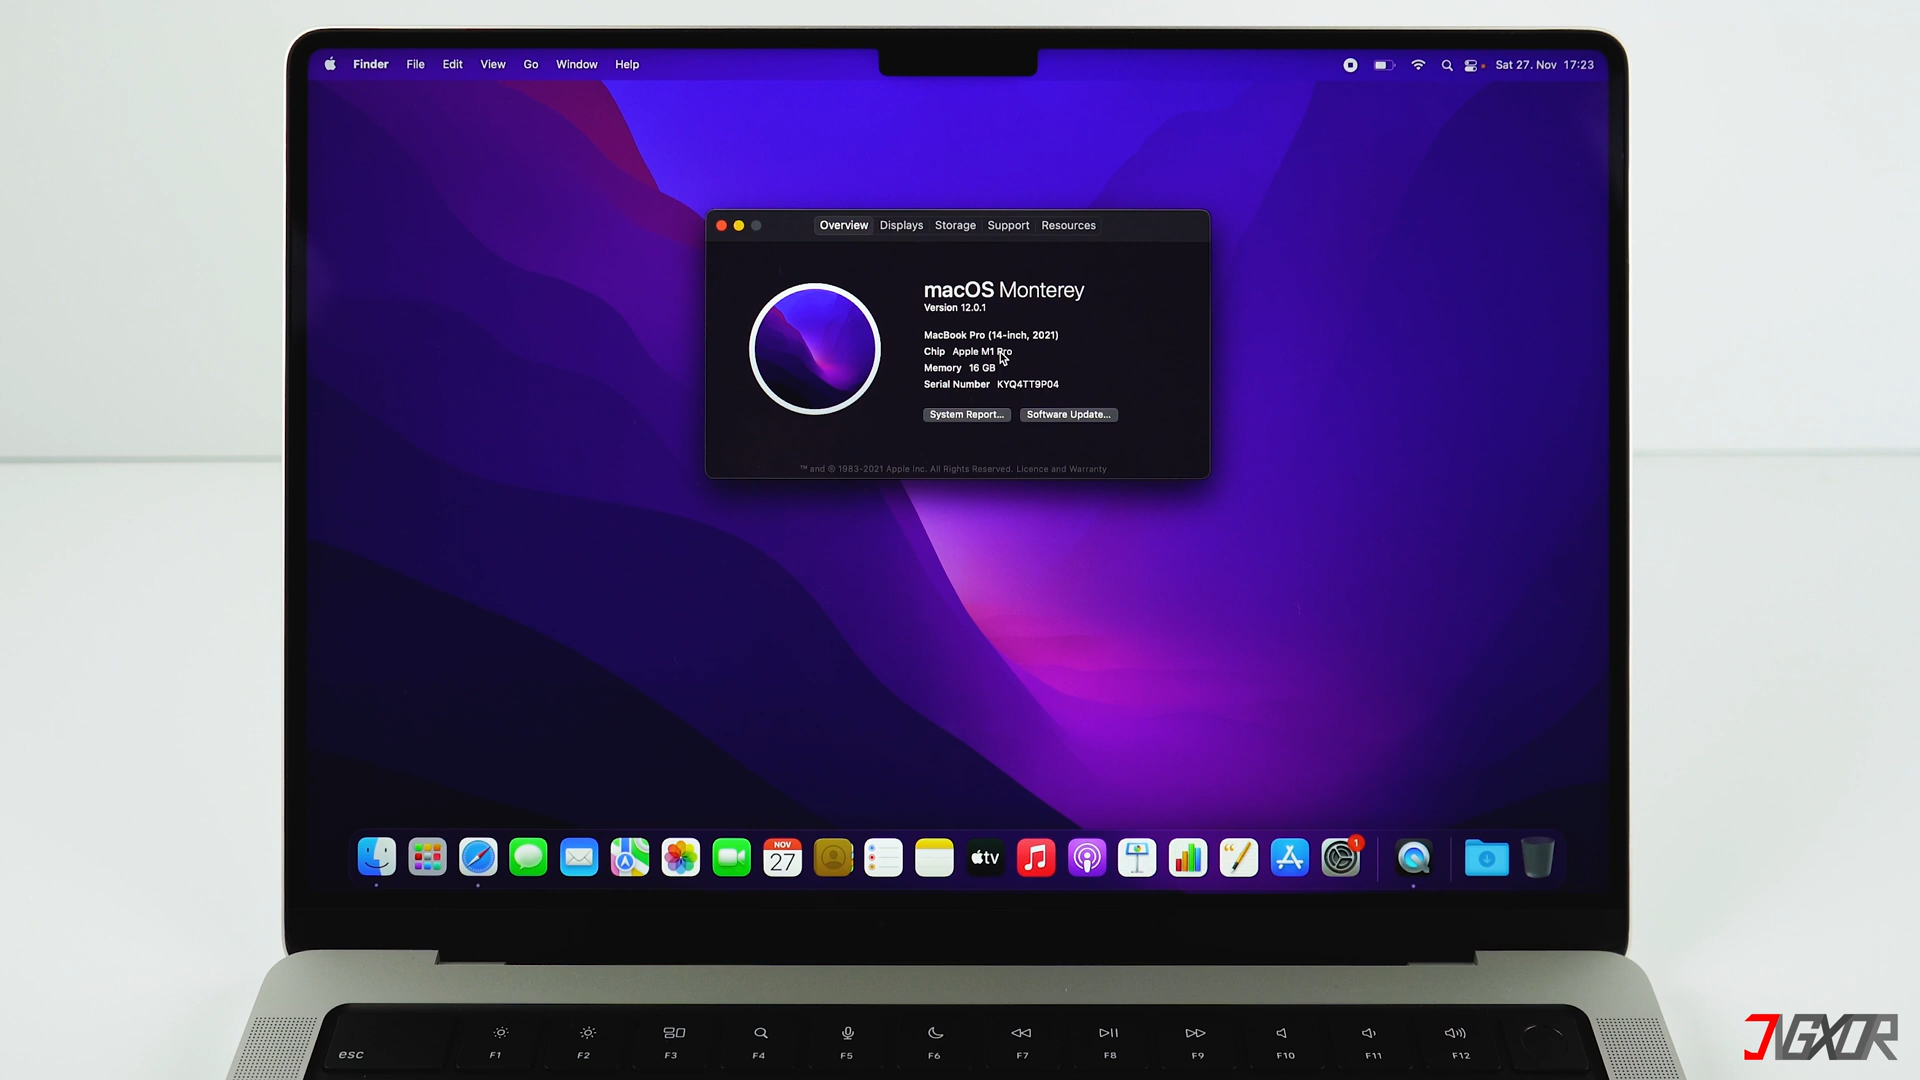 Finder File Edit View Go Window Help
Sat 27. Nov 17:23
Overview Displays Storage Support Resources
macOS Monterey
Version 12.0.1
MacBook Pro (14-inch, 2021)
Chip Apple M1 Pro
Memory 16 GB
Serial Number KYQ4TT9P04
System Report... Software Update...
™ and © 1983-2021 Apple Inc. All Rights Reserved. Licence and Warranty
NOV
27
tv
1
esc F1 F2 F3 F4 F5 F6 F7 F8 F9 F10 F11 F12
JNGXOR